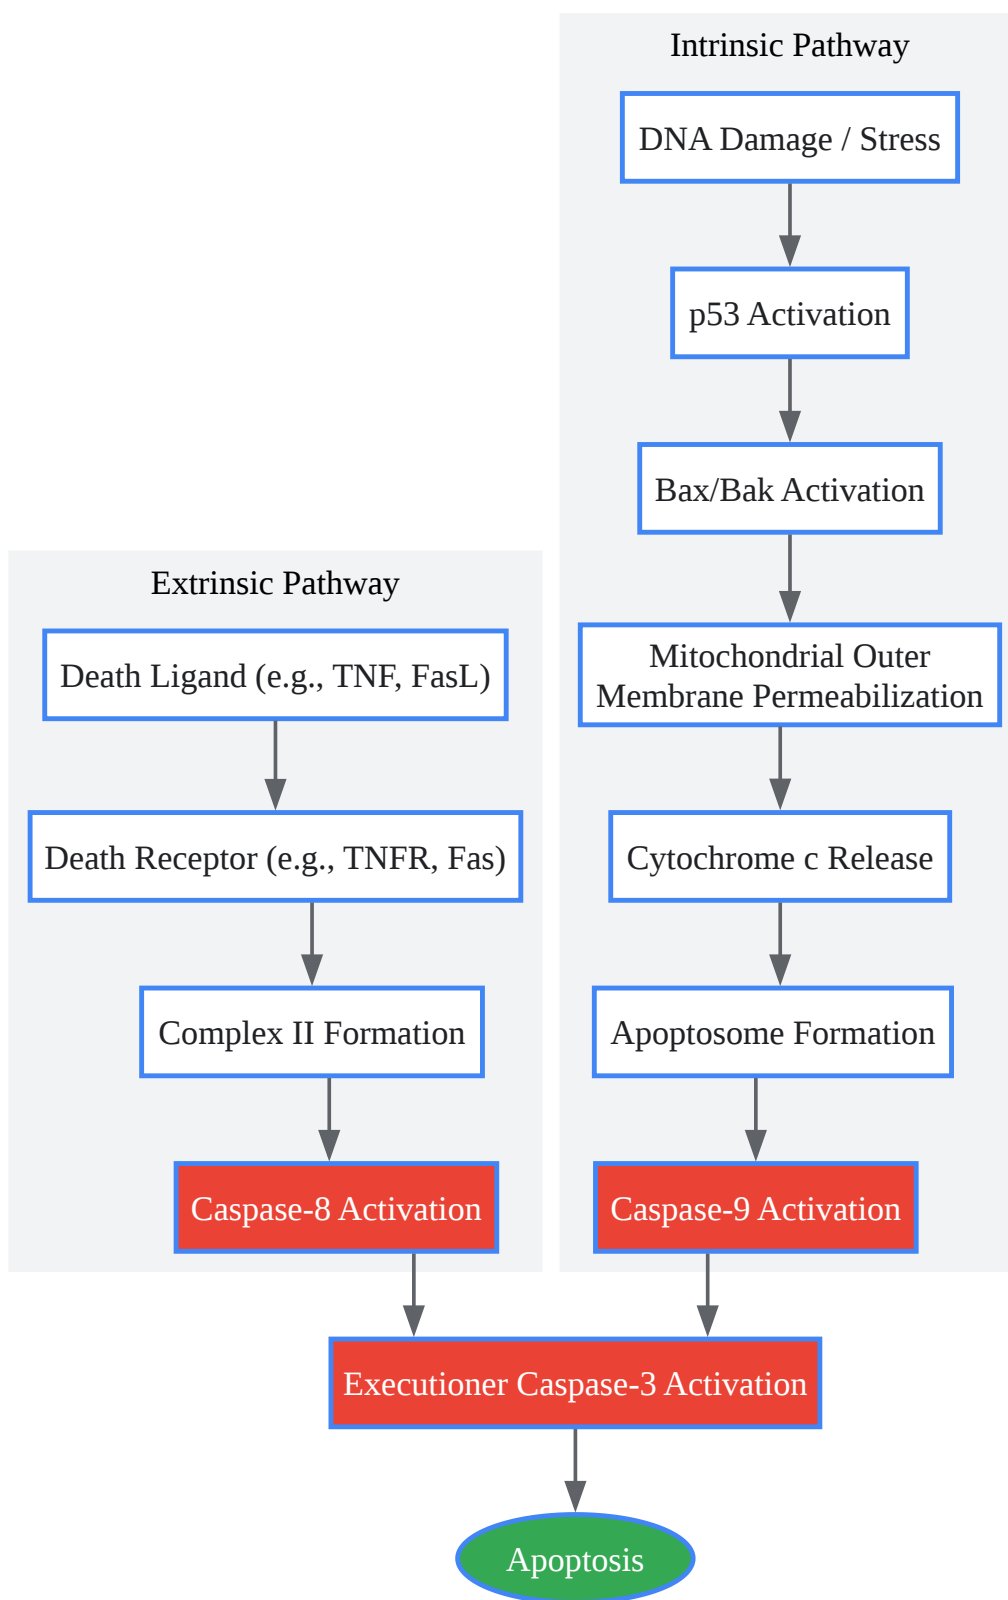 Intrinsic Pathway
DNA Damage / Stress
p53 Activation
Bax/Bak Activation
Mitochondrial Outer
Membrane Permeabilization
Cytochrome c Release
Apoptosome Formation
Caspase-9 Activation
Extrinsic Pathway
Death Ligand (e.g., TNF, FasL)
Death Receptor (e.g., TNFR, Fas)
Complex II Formation
Caspase-8 Activation
Executioner Caspase-3 Activation
Apoptosis